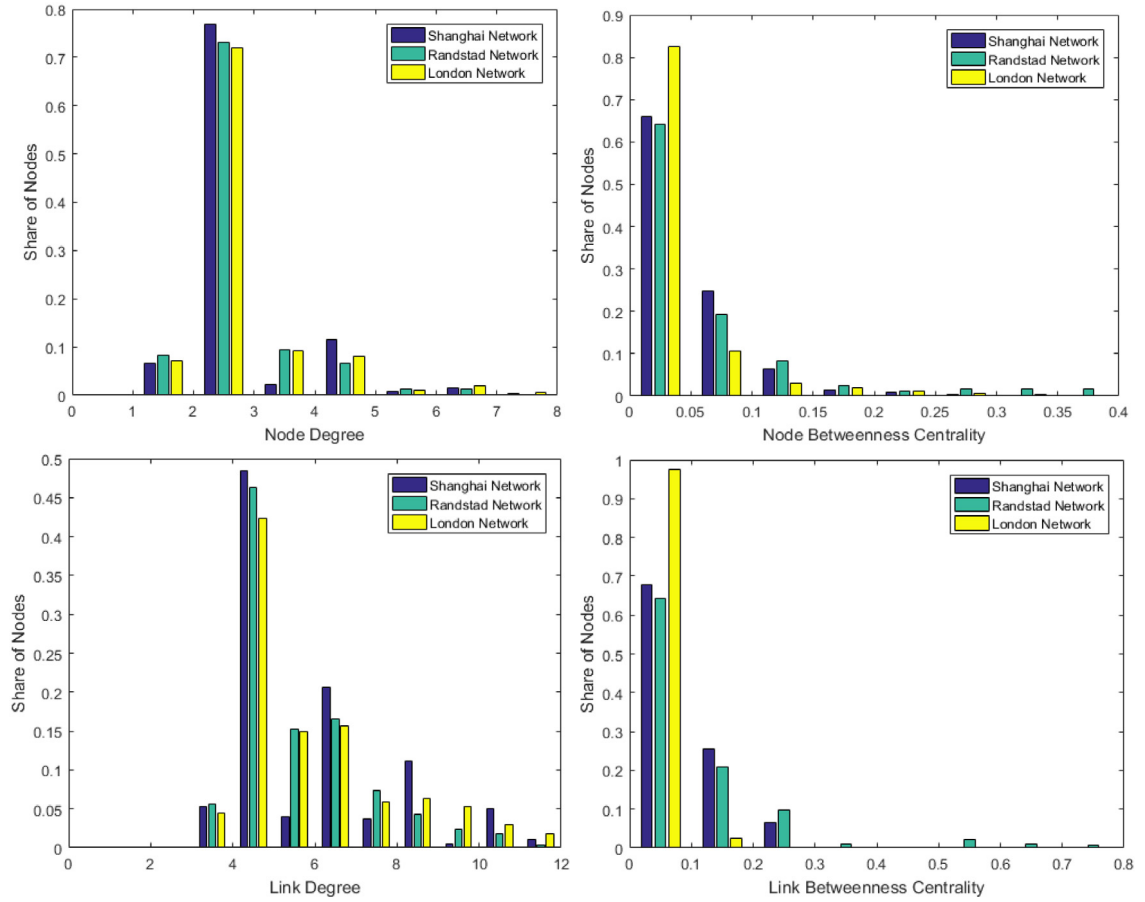 0.8
0.7
0.6
0.5
0.4
0.3
0.2
0.1
0
Share of Nodes
Shanghai Network
Randstad Network
London Network
0 1 2 3 4 5 6 7 8
Node Degree
0.9
0.8
0.7
0.6
0.5
0.4
0.3
0.2
0.1
0
Share of Nodes
Shanghai Network
Randstad Network
London Network
0 0.05 0.1 0.15 0.2 0.25 0.3 0.35 0.4
Node Betweenness Centrality
0.5
0.45
0.4
0.35
0.3
0.25
0.2
0.15
0.1
0.05
0
Share of Nodes
Shanghai Network
Randstad Network
London Network
0 2 4 6 8 10 12
Link Degree
1
0.9
0.8
0.7
0.6
0.5
0.4
0.3
0.2
0.1
0
Share of Nodes
Shanghai Network
Randstad Network
London Network
0 0.1 0.2 0.3 0.4 0.5 0.6 0.7 0.8
Link Betweenness Centrality